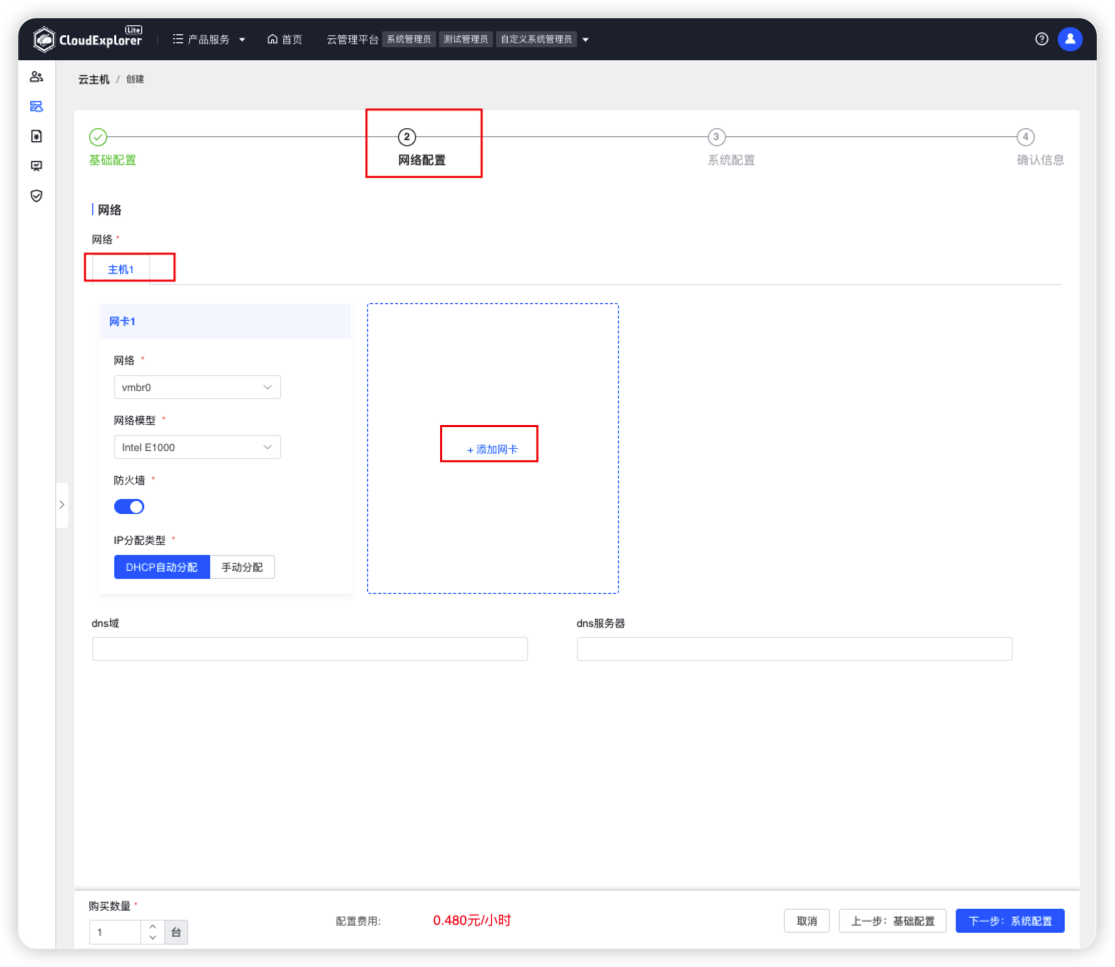 CloudExplorer Lite 产品服务 首页 云管理平台 系统管理员 测试管理员 自定义系统管理员
云主机 / 创建
2 3 4
基础配置 网络配置 系统配置 确认信息
网络
网络 *
主机1
网卡1
网络 *
vmbr0
网络模型 *
Intel E1000
+ 添加网卡
防火墙 *
IP分配类型 *
DHCP自动分配 手动分配
dns域 dns服务器
购买数量 *
1 台 配置费用: 0.480元/小时 取消 上一步：基础配置 下一步：系统配置